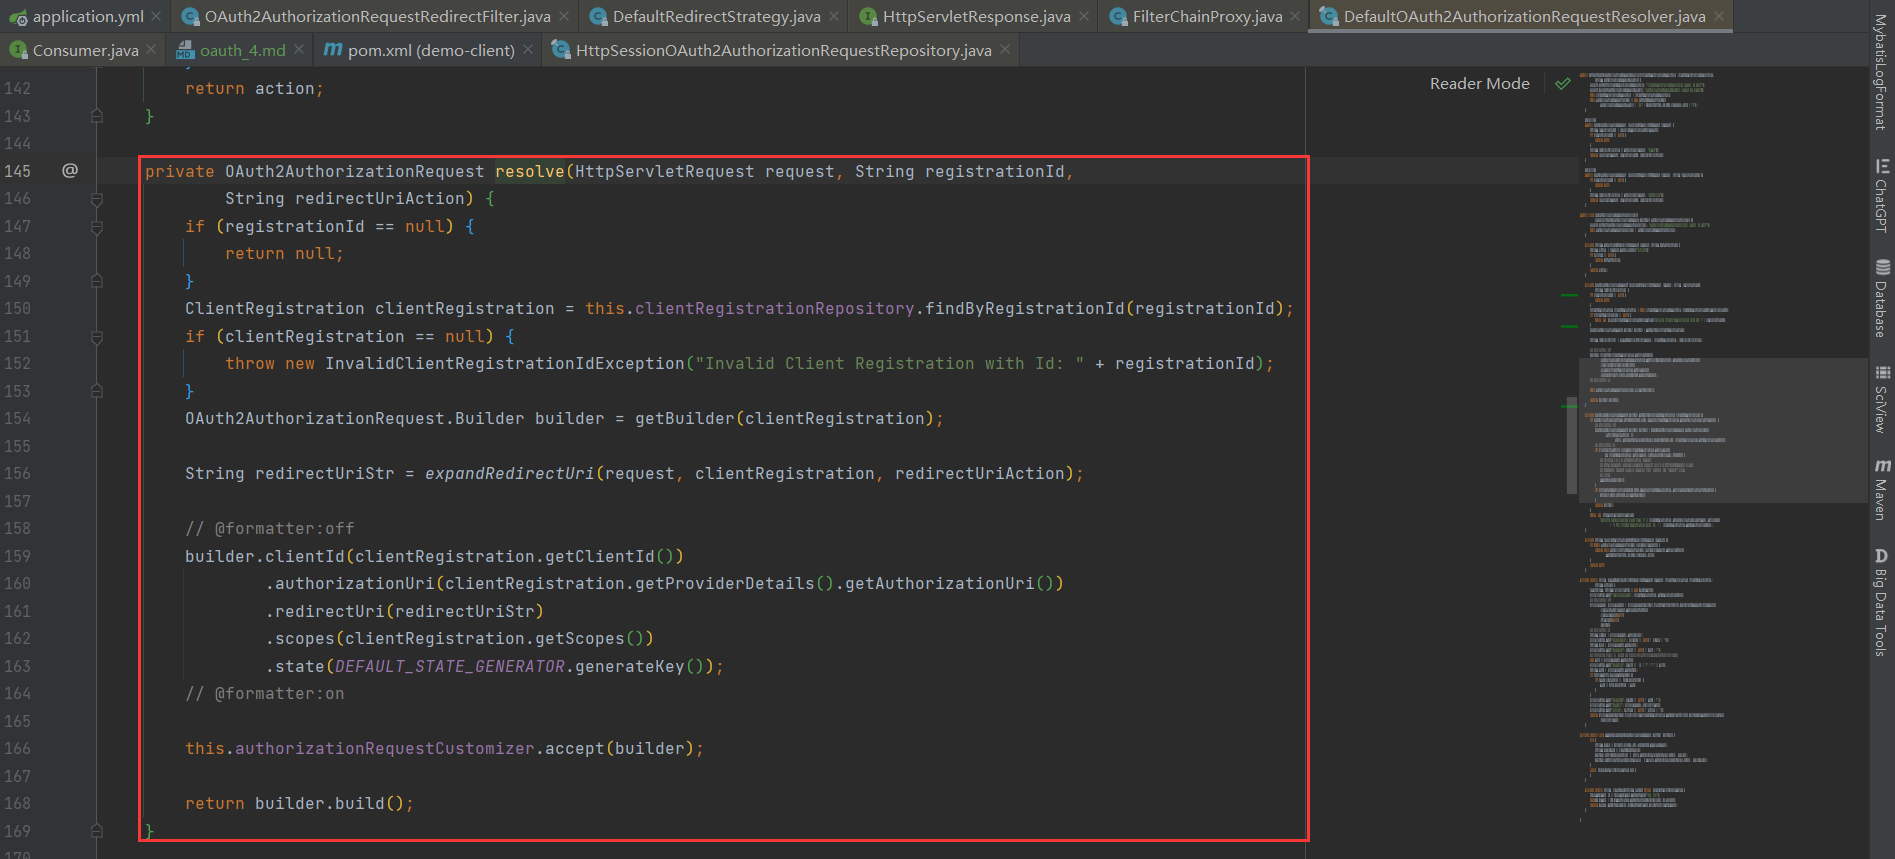 application.yml
OAuth2AuthorizationRequestRedirectFilter.java
DefaultRedirectStrategy.java
HttpServletResponse.java
FilterChainProxy.java
DefaultOAuth2AuthorizationRequestResolver.java
Consumer.java
oauth_4.md
pom.xml (demo-client)
HttpSessionOAuth2AuthorizationRequestRepository.java
Reader Mode
142 return action;
143 }
144
145 @ private OAuth2AuthorizationRequest resolve(HttpServletRequest request, String registrationId,
146 String redirectUriAction) {
147 if (registrationId == null) {
148 return null;
149 }
150 ClientRegistration clientRegistration = this.clientRegistrationRepository.findByRegistrationId(registrationId);
151 if (clientRegistration == null) {
152 throw new InvalidClientRegistrationIdException("Invalid Client Registration with Id: " + registrationId);
153 }
154 OAuth2AuthorizationRequest.Builder builder = getBuilder(clientRegistration);
155
156 String redirectUriStr = expandRedirectUri(request, clientRegistration, redirectUriAction);
157
158 // @formatter:off
159 builder.clientId(clientRegistration.getClientId())
160 .authorizationUri(clientRegistration.getProviderDetails().getAuthorizationUri())
161 .redirectUri(redirectUriStr)
162 .scopes(clientRegistration.getScopes())
163 .state(DEFAULT_STATE_GENERATOR.generateKey());
164 // @formatter:on
165
166 this.authorizationRequestCustomizer.accept(builder);
167
168 return builder.build();
169 }
170
MybatisLogFormat
ChatGPT
Database
SciView
Maven
Big Data Tools